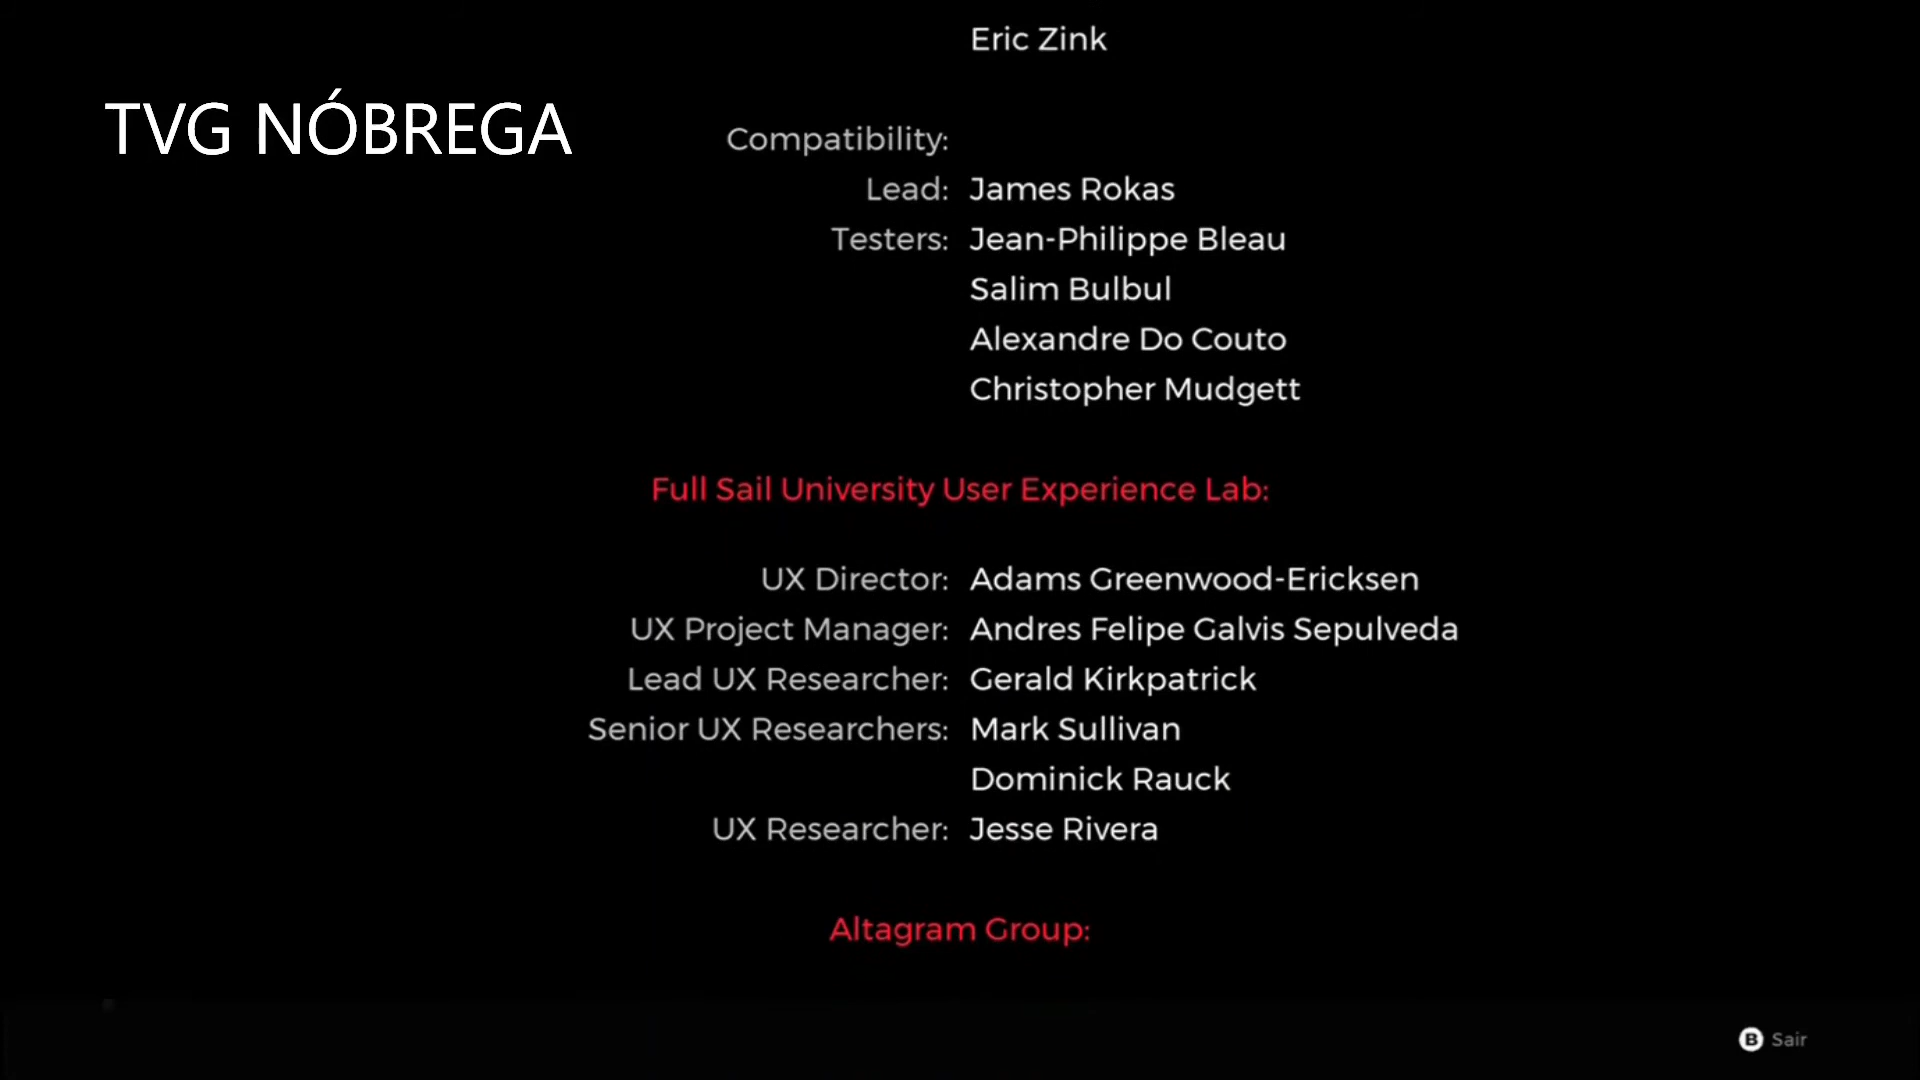 Eric Zink
TVG NÓBREGA
Compatibility:
Lead: James Rokas
Testers: Jean-Philippe Bleau
Salim Bulbul
Alexandre Do Couto
Christopher Mudgett
Full Sail University User Experience Lab:
UX Director: Adams Greenwood-Ericksen
UX Project Manager: Andres Felipe Galvis Sepulveda
Lead UX Researcher: Gerald Kirkpatrick
Senior UX Researchers: Mark Sullivan
Dominick Rauck
UX Researcher: Jesse Rivera
Altagram Group:
B Sair